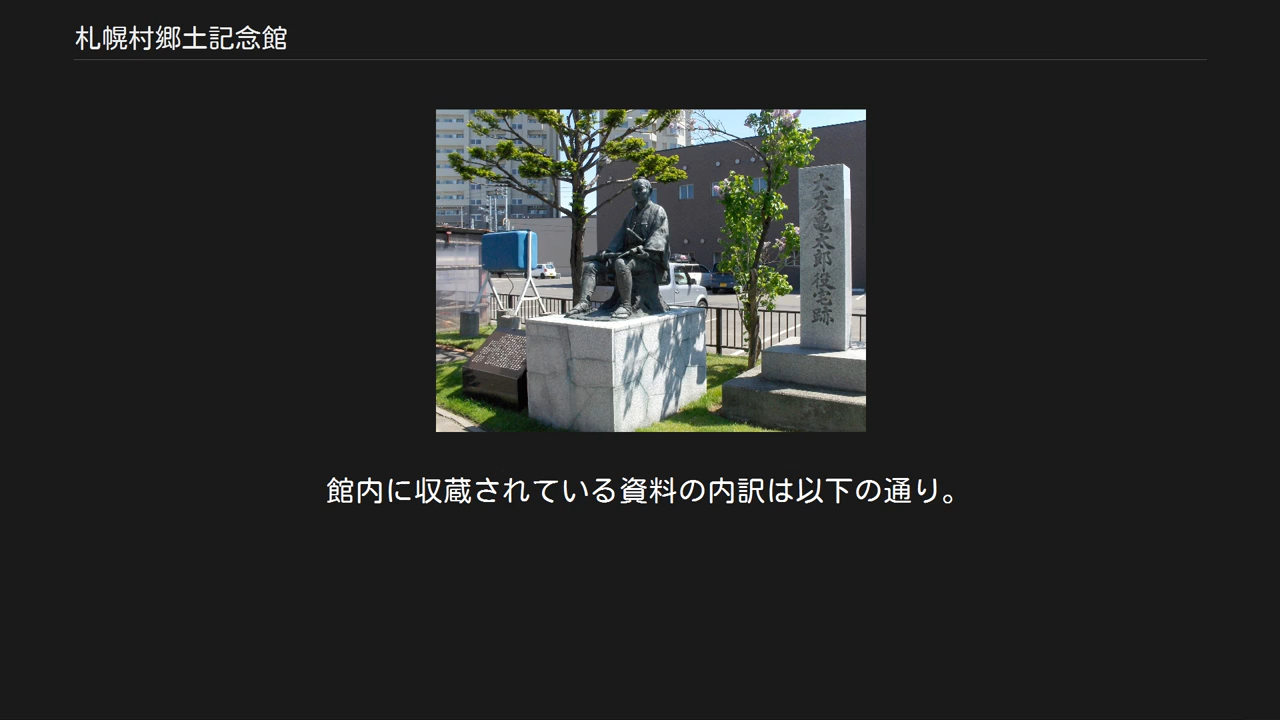 札幌村郷土記念館
大友亀太郎役宅跡
館内に収蔵されている資料の内訳は以下の通り。